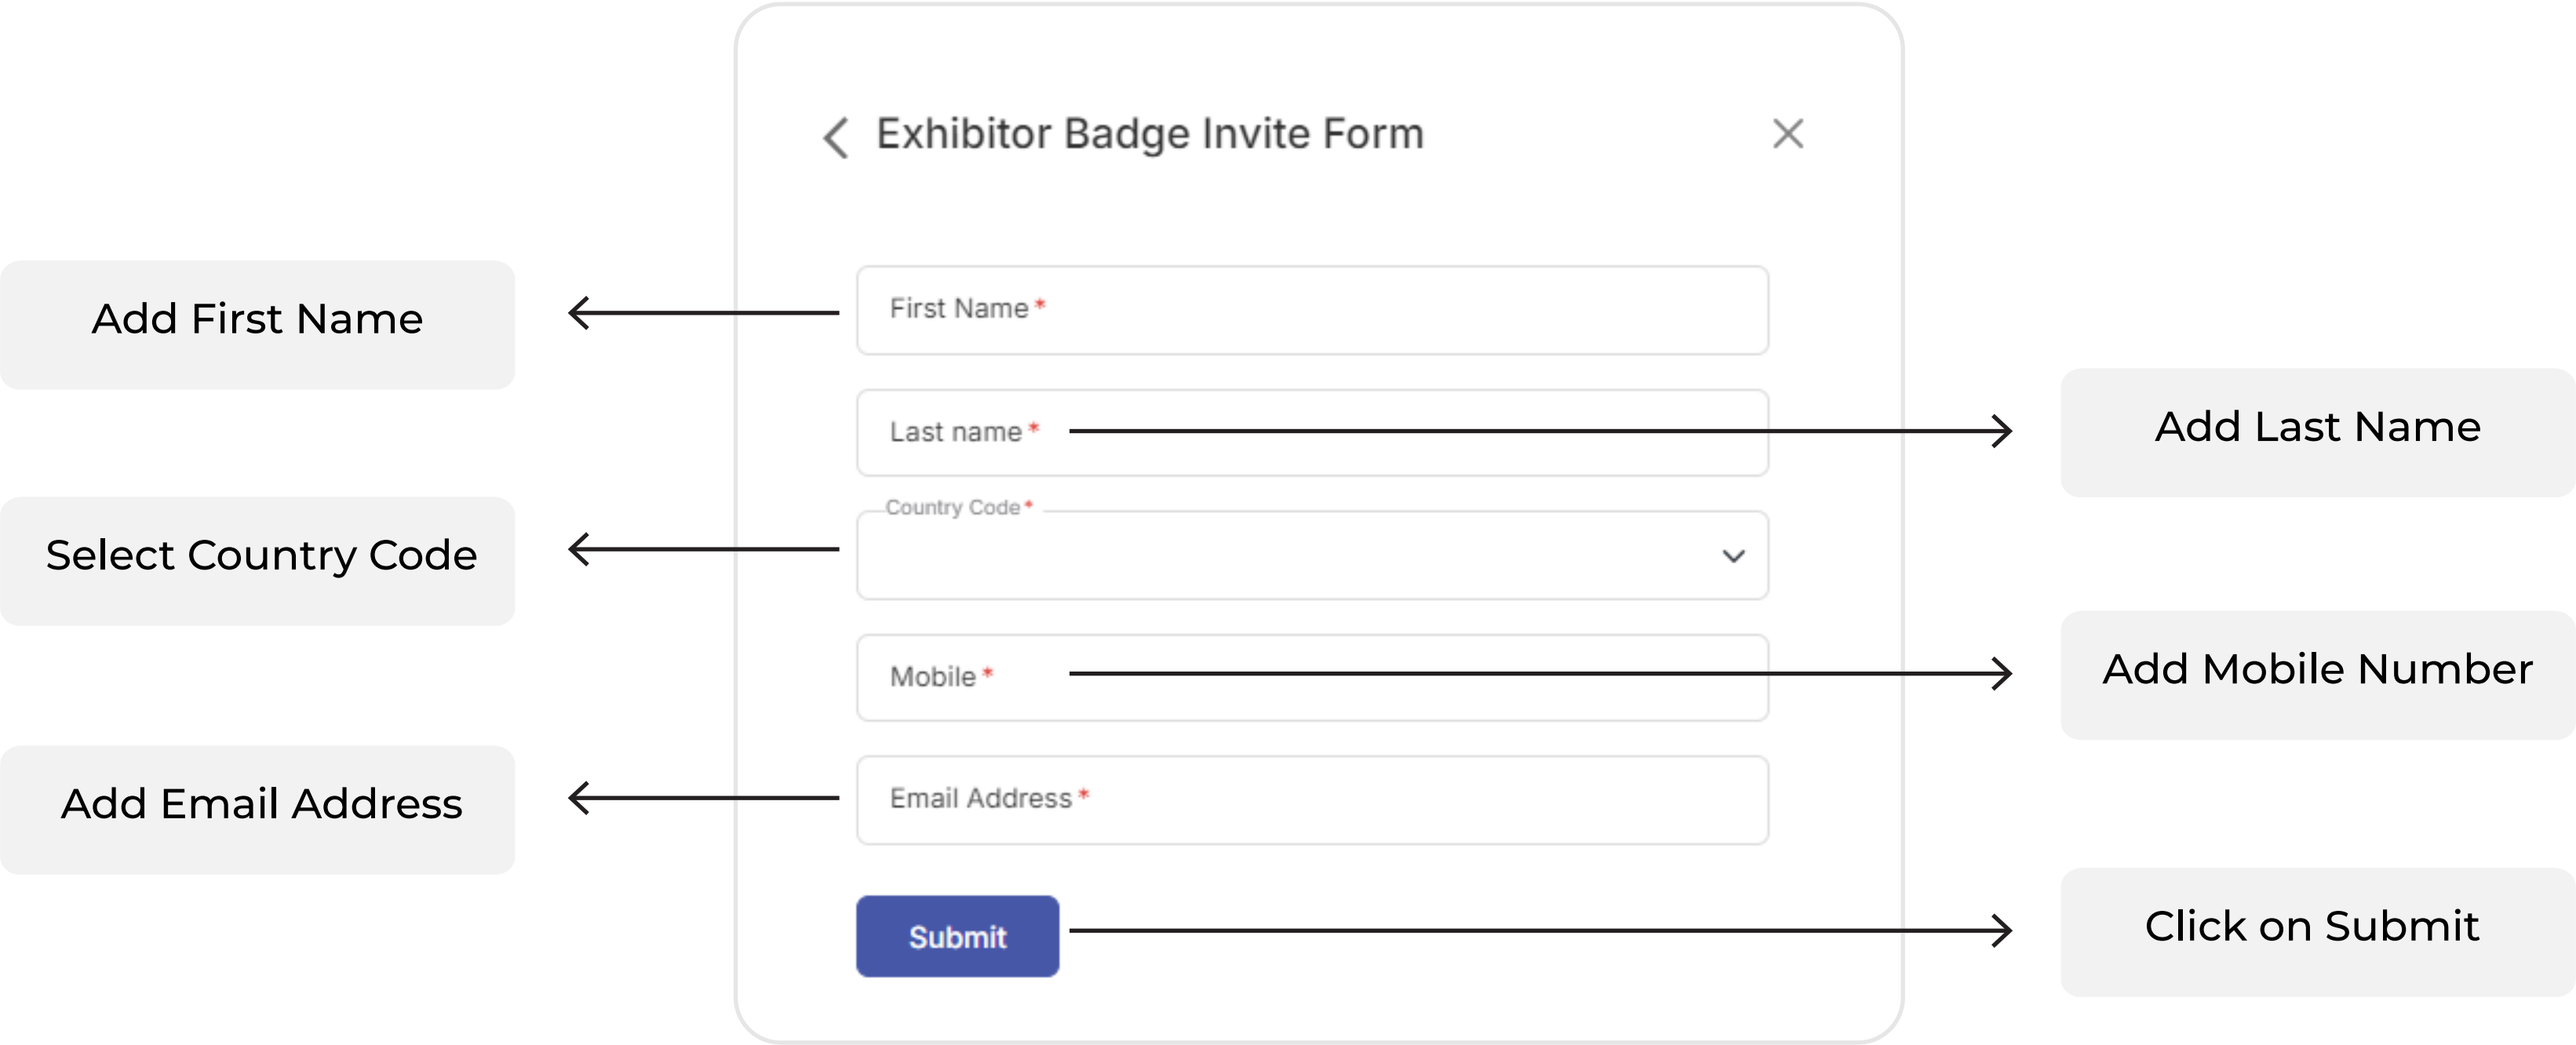 Exhibitor Badge Invite Form
Add First Name
First Name *
Last name *
Add Last Name
Country Code *
Select Country Code
Mobile *
Add Mobile Number
Add Email Address
Email Address *
Submit
Click on Submit